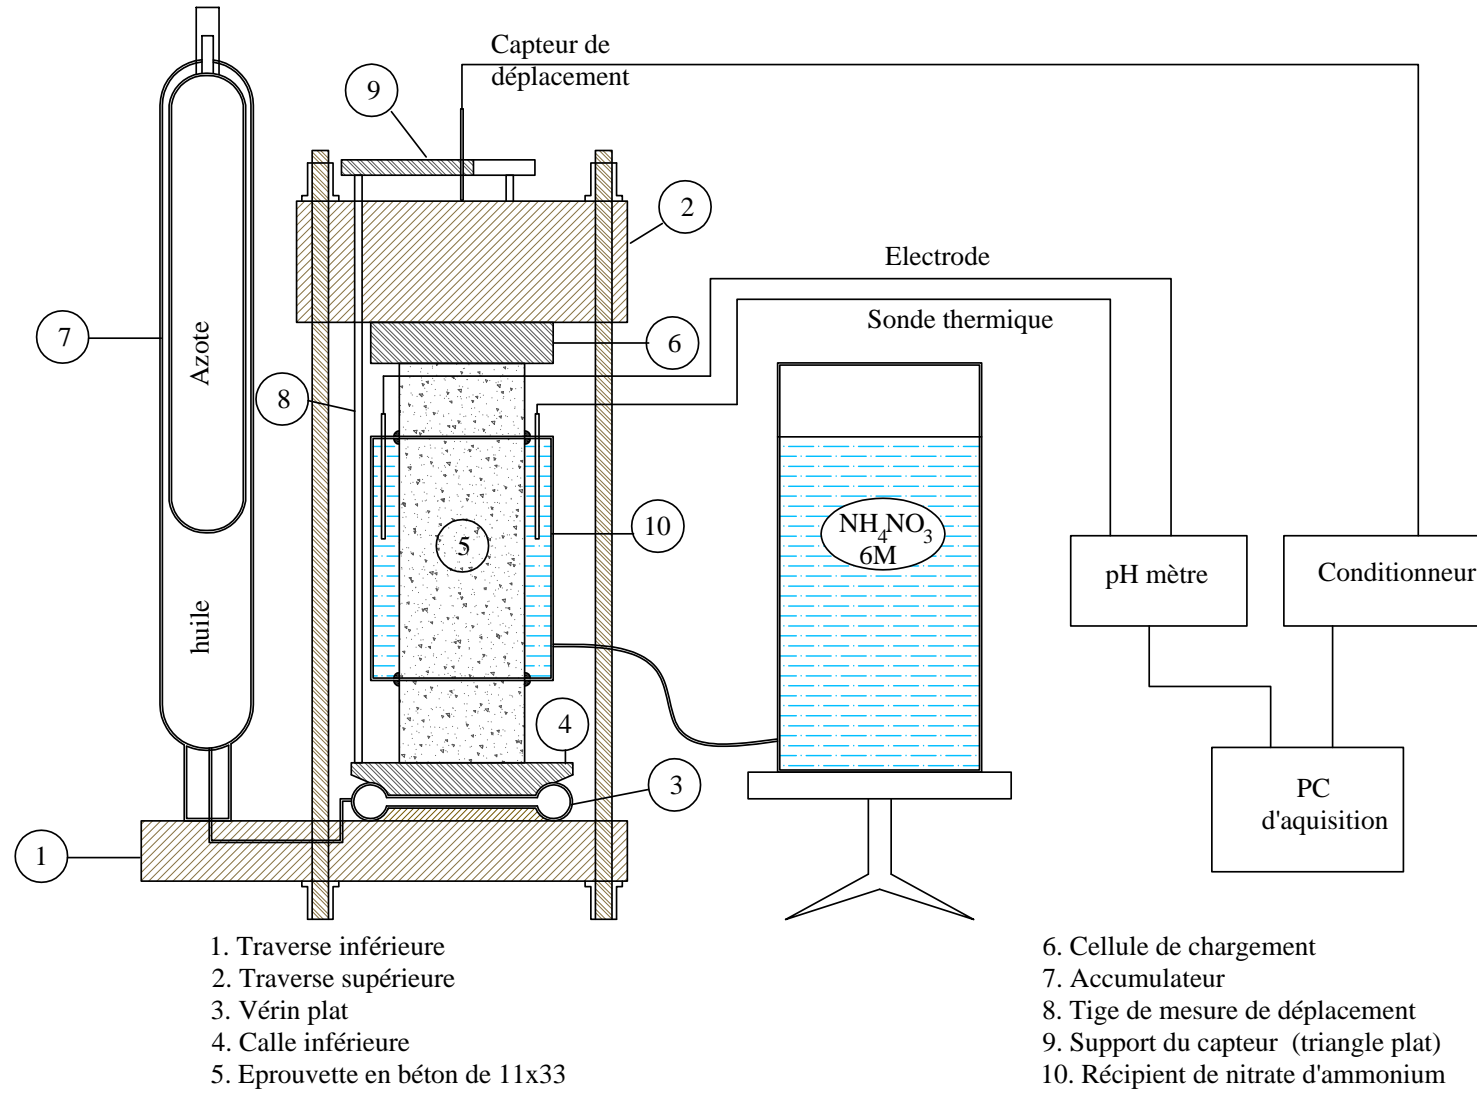 Capteur de
déplacement
9
2
Electrode
Sonde thermique
7
Azote
6
8
10
5
NH4NO3
6M
pH mètre
Conditionneur
huile
4
3
PC
d'aquisition
1
1. Traverse inférieure
2. Traverse supérieure
3. Vérin plat
4. Calle inférieure
5. Eprouvette en béton de 11x33
6. Cellule de chargement
7. Accumulateur
8. Tige de mesure de déplacement
9. Support du capteur (triangle plat)
10. Récipient de nitrate d'ammonium